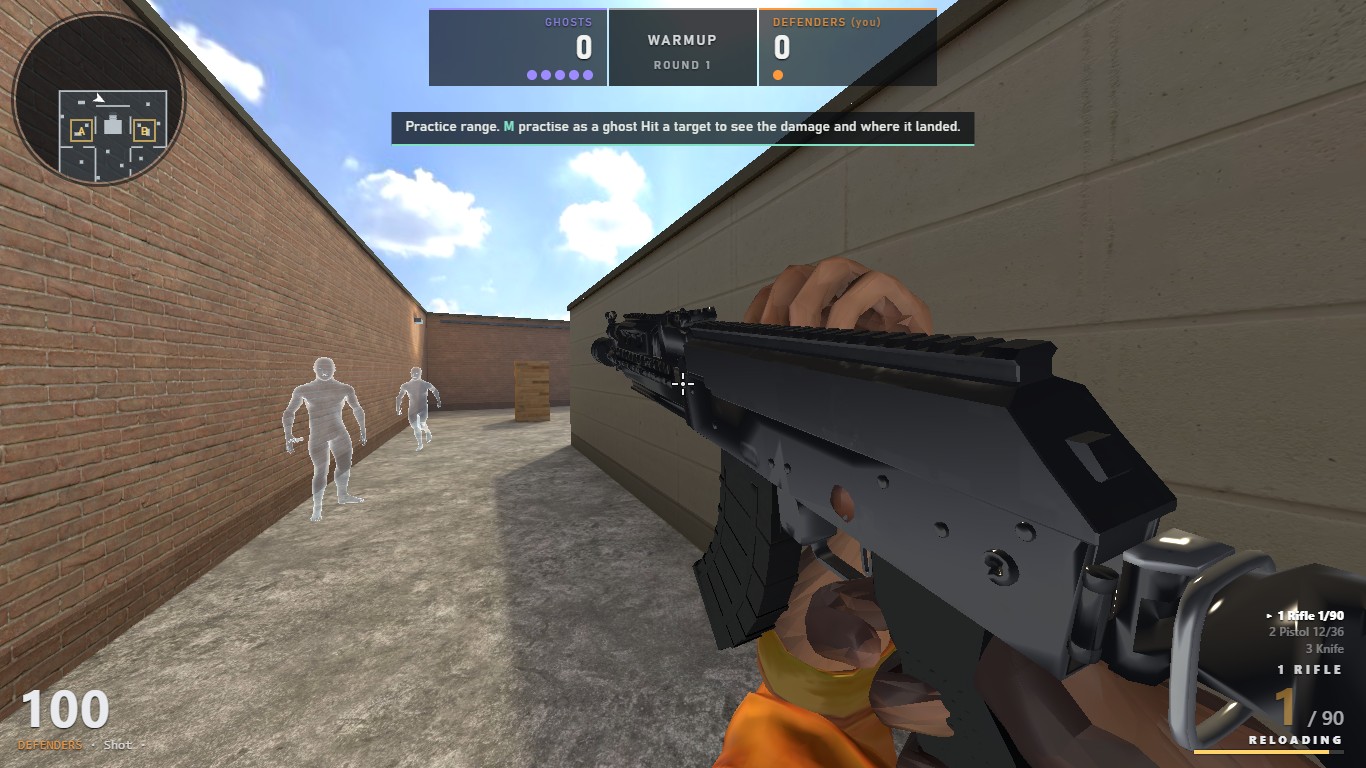 GHOSTS
0
WARMUP
ROUND 1
DEFENDERS (you)
0
Practice range. M practise as a ghost Hit a target to see the damage and where it landed.
A
B
▸ 1 Rifle 1/90
2 Pistol 12/36
3 Knife
1 RIFLE
1 / 90
RELOADING
100
DEFENDERS · Shot -